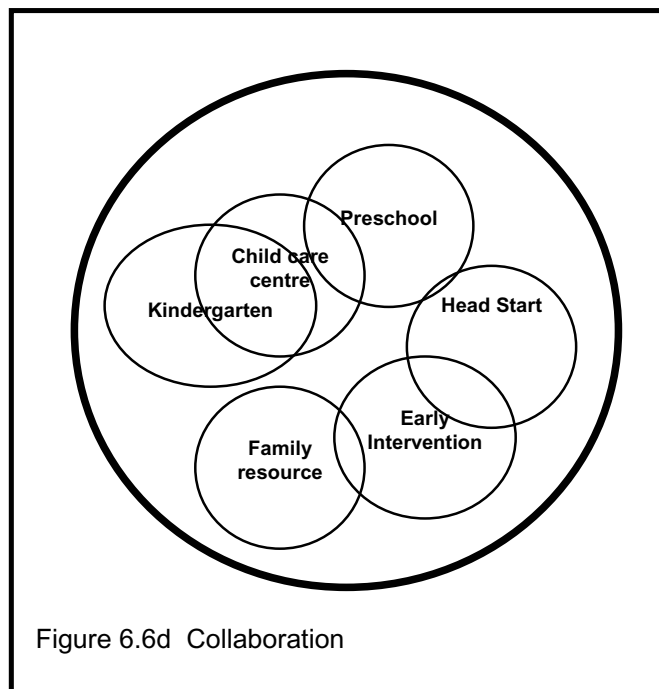 Preschool
Child care
centre
Kindergarten
Head Start
Early
Intervention
Family
resource
Figure 6.6d Collaboration